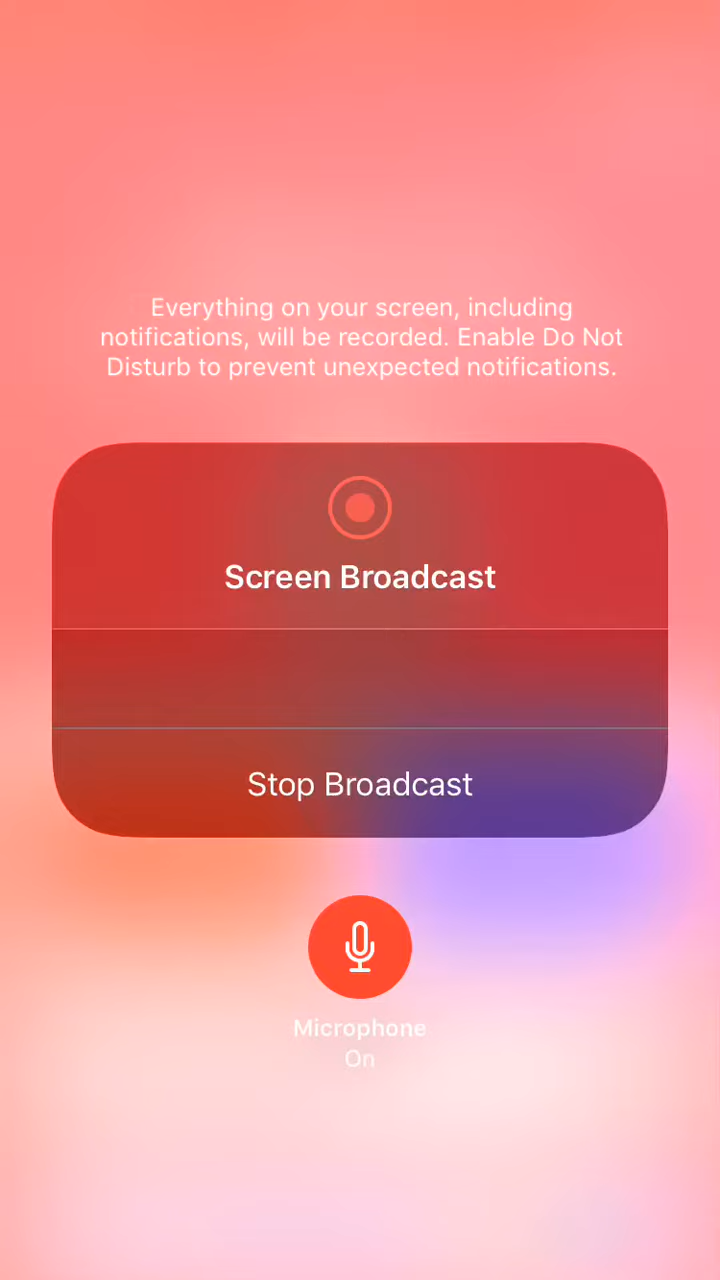 Everything on your screen, including
notifications, will be recorded. Enable Do Not
Disturb to prevent unexpected notifications.
Screen Broadcast
Stop Broadcast
Microphone
On